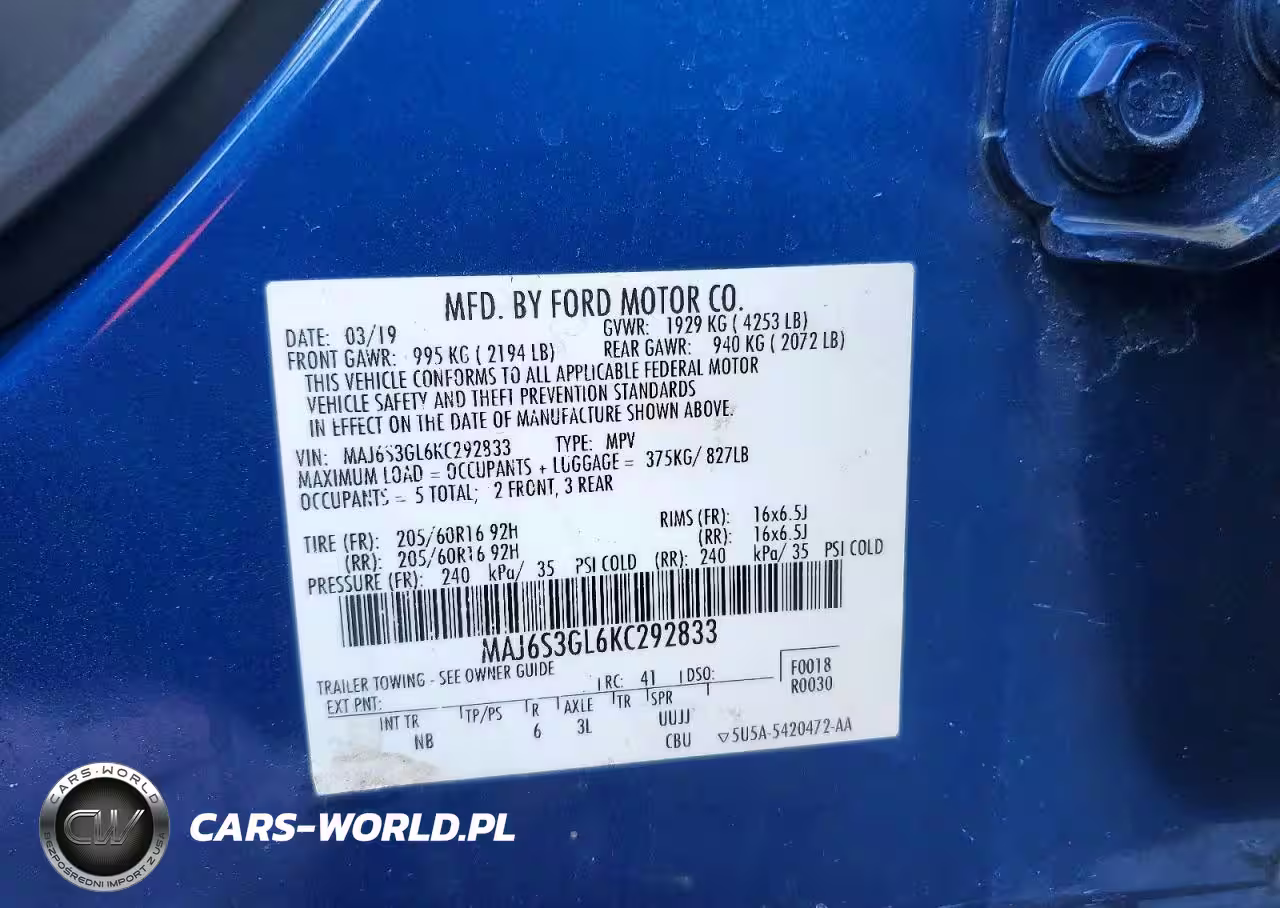 MFD. BY FORD MOTOR CO.
DATE: 03/19 GVWR: 1929 KG ( 4253 LB)
FRONT GAWR: 995 KG ( 2194 LB) REAR GAWR: 940 KG ( 2072 LB)
THIS VEHICLE CONFORMS TO ALL APPLICABLE FEDERAL MOTOR
VEHICLE SAFETY AND THEFT PREVENTION STANDARDS
IN EFFECT ON THE DATE OF MANUFACTURE SHOWN ABOVE.
VIN: MAJ6S3GL6KC292833 TYPE: MPV
MAXIMUM LOAD = OCCUPANTS + LUGGAGE = 375KG/ 827LB
OCCUPANTS = 5 TOTAL; 2 FRONT, 3 REAR
TIRE (FR): 205/60R16 92H RIMS (FR): 16x6.5J
(RR): 205/60R16 92H (RR): 16x6.5J
PRESSURE (FR): 240 kPa/ 35 PSI COLD (RR): 240 kPa/ 35 PSI COLD
MAJ6S3GL6KC292833
TRAILER TOWING - SEE OWNER GUIDE
EXT PNT: RC: 41 DSO: F0018
R0030
INT TR TP/PS R AXLE TR SPR
NB 6 3L UUJJ
CBU ▽5U5A-5420472-AA
CARS-WORLD
CW
BEZPOŚREDNI IMPORT Z USA
CARS-WORLD.PL